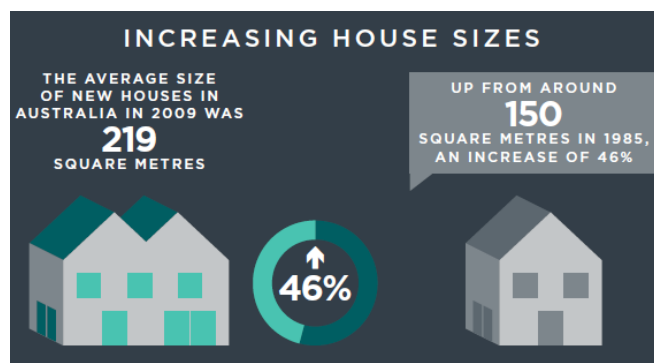 INCREASING HOUSE SIZES
THE AVERAGE SIZE
OF NEW HOUSES IN
AUSTRALIA IN 2009 WAS
219
SQUARE METRES
UP FROM AROUND
150
SQUARE METRES IN 1985,
AN INCREASE OF 46%
46%